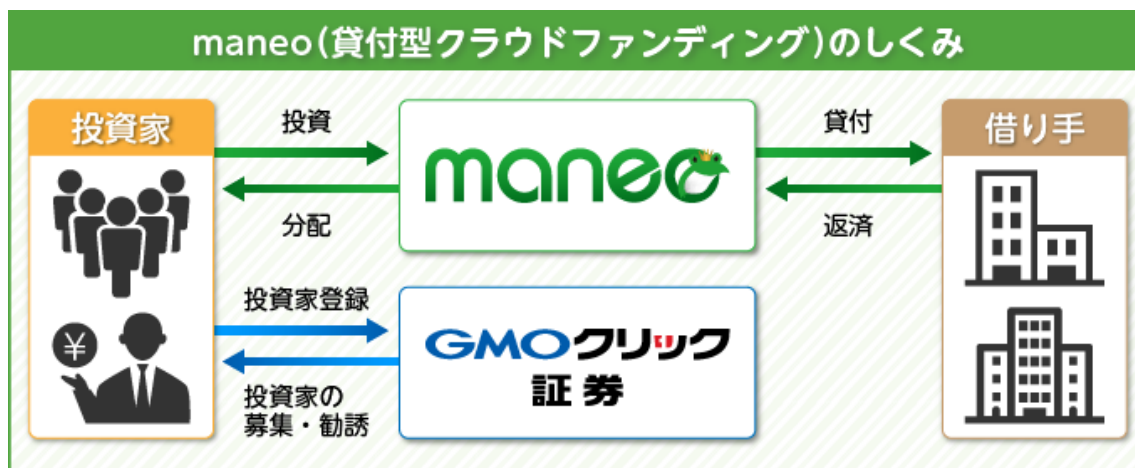 maneo(貸付型クラウドファンディング)のしくみ
投資家
投資
分配
maneo
貸付
返済
借り手
¥
投資家登録
投資家の
募集・勧誘
GMOクリック
証券